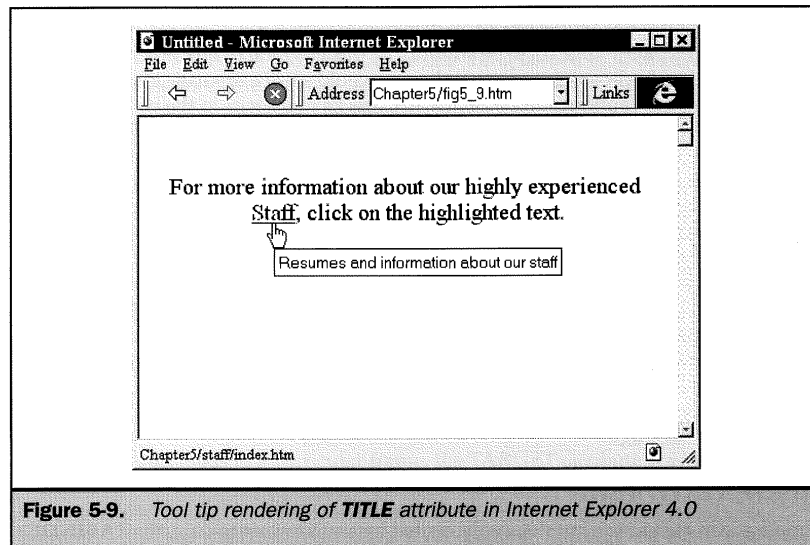 Untitled - Microsoft Internet Explorer
File Edit View Go Favorites Help
Address Chapter5/fig5_9.htm Links
For more information about our highly experienced
Staff, click on the highlighted text.
Resumes and information about our staff
Chapter5/staff/index.htm
Figure 5-9. Tool tip rendering of TITLE attribute in Internet Explorer 4.0